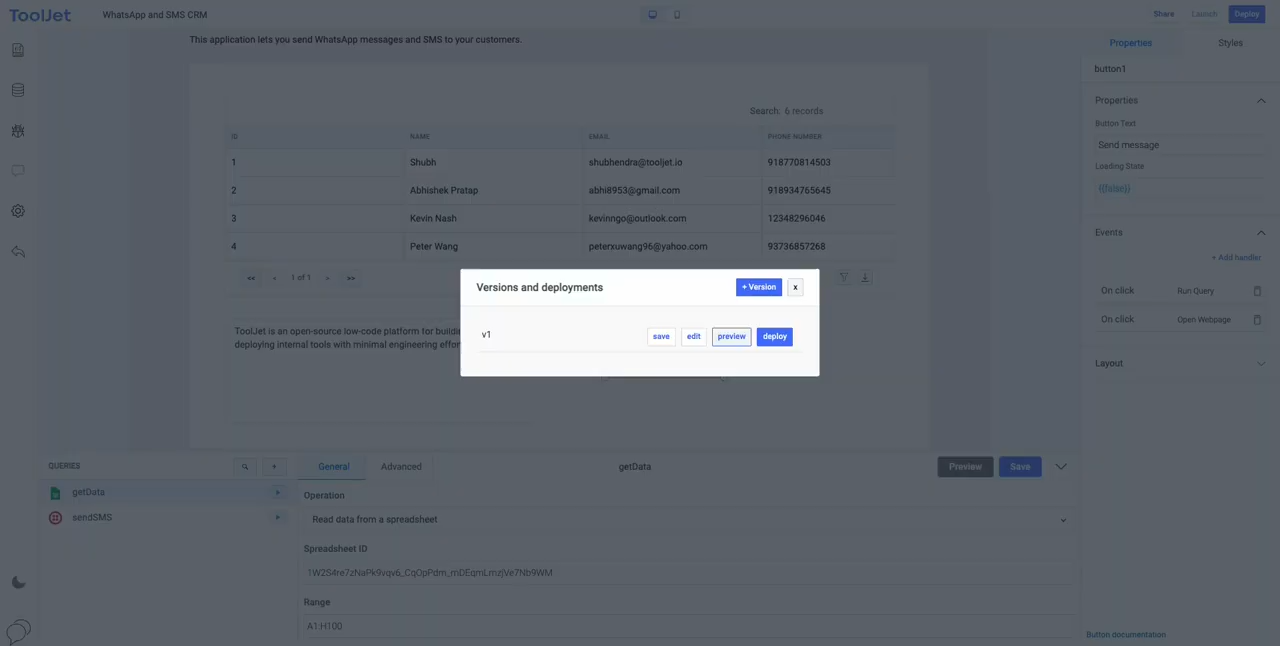 ToolJet
WhatsApp and SMS CRM
Share
Launch
Deploy
This application lets you send WhatsApp messages and SMS to your customers.
Properties
Styles
button1
Search: 6 records
Properties
Button Text
Send message
Loading State
{{false}}
ID
NAME
EMAIL
PHONE NUMBER
1
Shubh
shubhendra@tooljet.io
918770814503
2
Abhishek Pratap
abhi8953@gmail.com
918934765645
3
Kevin Nash
kevinngo@outlook.com
12348296046
4
Peter Wang
peterxuwang96@yahoo.com
93736857268
<< < 1 of 1 > >>
Events
+ Add handler
On click
Run Query
On click
Open Webpage
Layout
Versions and deployments
+ Version
x
v1
save
edit
preview
deploy
ToolJet is an open-source low-code platform for buildin
deploying internal tools with minimal engineering effor
QUERIES
+
General
Advanced
getData
Preview
Save
getData
sendSMS
Operation
Read data from a spreadsheet
Spreadsheet ID
1W2S4re7zNaPk9vqv6_CqOpPdm_mDEqmLmzjVe7Nb9WM
Range
A1:H100
Button documentation